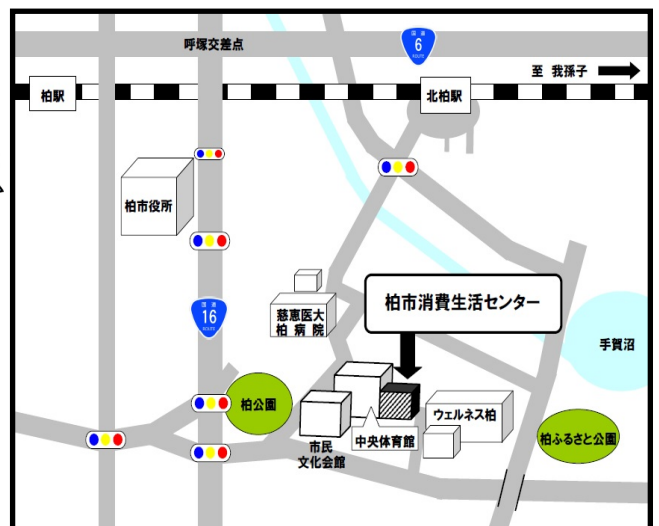 国道
6
ROUTE
呼塚交差点
至 我孫子
柏駅
北柏駅
柏市役所
国道
16
ROUTE
慈恵医大
柏病院
柏市消費生活センター
手賀沼
柏公園
市民
文化会館
中央体育館
ウェルネス柏
柏ふるさと公園